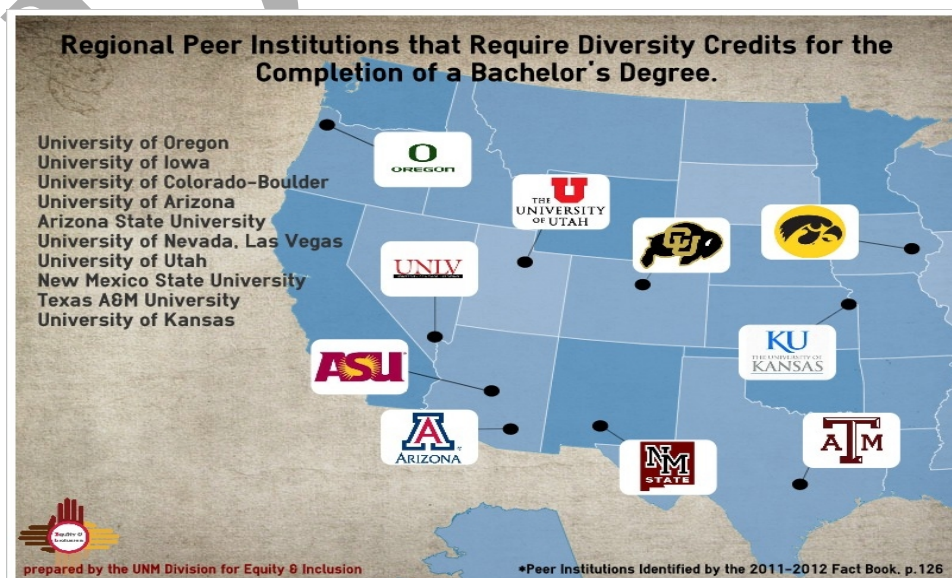 Regional Peer Institutions that Require Diversity Credits for the
Completion of a Bachelor's Degree.
University of Oregon
University of Iowa
University of Colorado-Boulder
University of Arizona
Arizona State University
University of Nevada, Las Vegas
University of Utah
New Mexico State University
Texas A&M University
University of Kansas
O
OREGON
U
THE
UNIVERSITY
OF UTAH
CU
UNLV
KU
THE UNIVERSITY OF
KANSAS
ASU
A
ARIZONA
NM
STATE
ATM
Equity &
Inclusion
prepared by the UNM Division for Equity & Inclusion
*Peer Institutions Identified by the 2011-2012 Fact Book, p.126